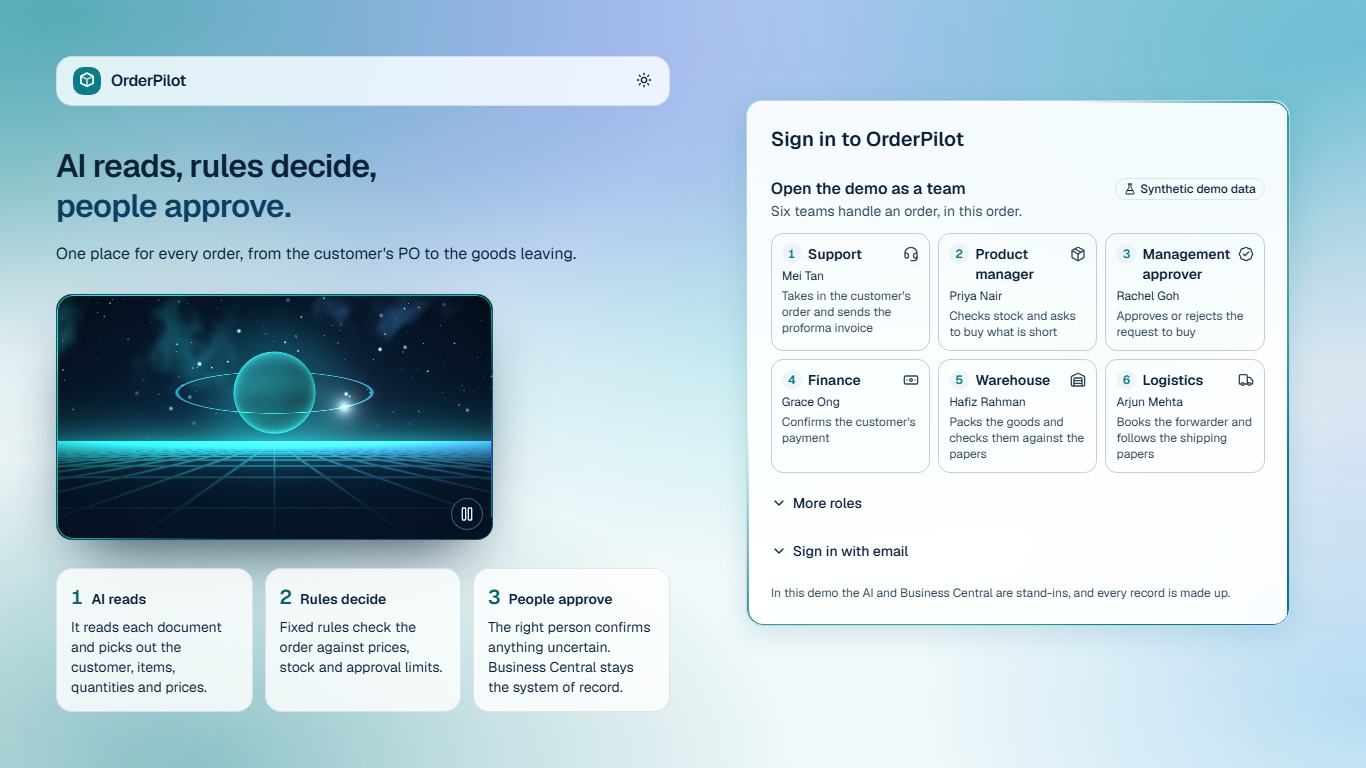 OrderPilot
AI reads, rules decide,
people approve.
One place for every order, from the customer's PO to the goods leaving.
1 AI reads
It reads each document
and picks out the
customer, items,
quantities and prices.
2 Rules decide
Fixed rules check the
order against prices,
stock and approval limits.
3 People approve
The right person confirms
anything uncertain.
Business Central stays
the system of record.
Sign in to OrderPilot
Open the demo as a team
Synthetic demo data
Six teams handle an order, in this order.
1 Support
Mei Tan
Takes in the customer's
order and sends the
proforma invoice
2 Product
manager
Priya Nair
Checks stock and asks
to buy what is short
3 Management
approver
Rachel Goh
Approves or rejects the
request to buy
4 Finance
Grace Ong
Confirms the customer's
payment
5 Warehouse
Hafiz Rahman
Packs the goods and
checks them against the
papers
6 Logistics
Arjun Mehta
Books the forwarder and
follows the shipping
papers
More roles
Sign in with email
In this demo the AI and Business Central are stand-ins, and every record is made up.